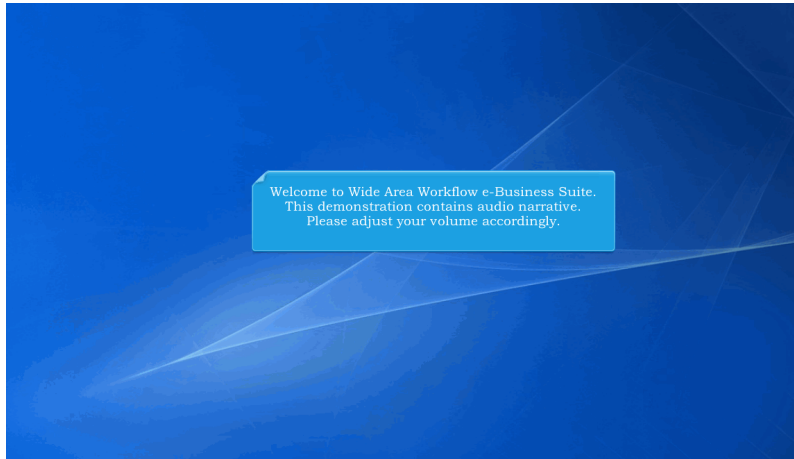 Welcome to Wide Area Workflow e-Business Suite.
This demonstration contains audio narrative.
Please adjust your volume accordingly.